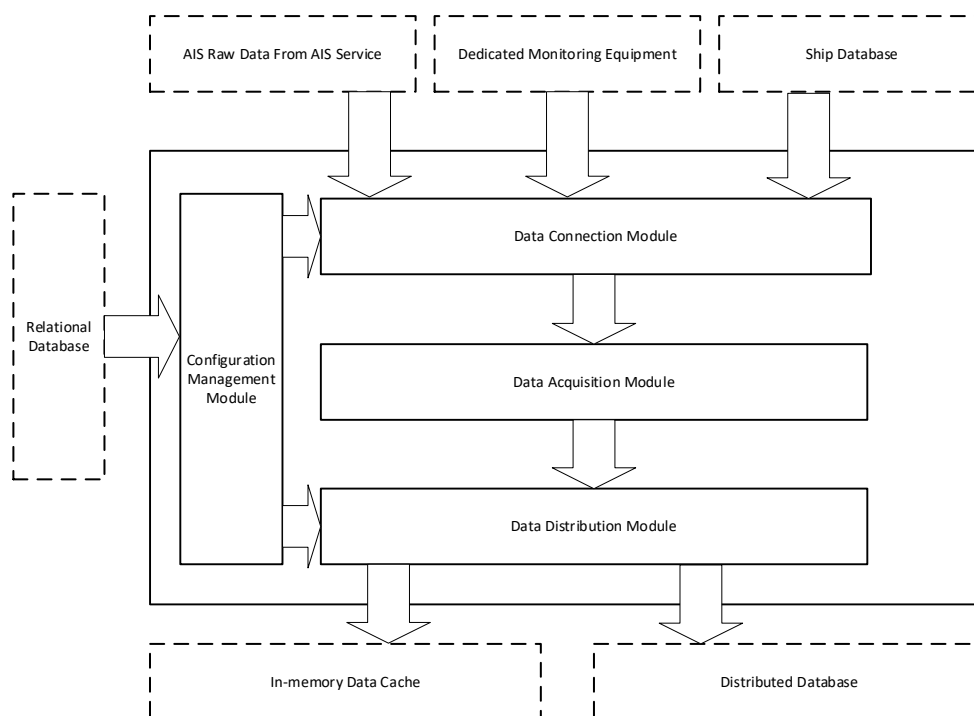 AIS Raw Data From AIS Service
Dedicated Monitoring Equipment
Ship Database
Data Connection Module
Relational
Database
Configuration
Management
Module
Data Acquisition Module
Data Distribution Module
In-memory Data Cache
Distributed Database